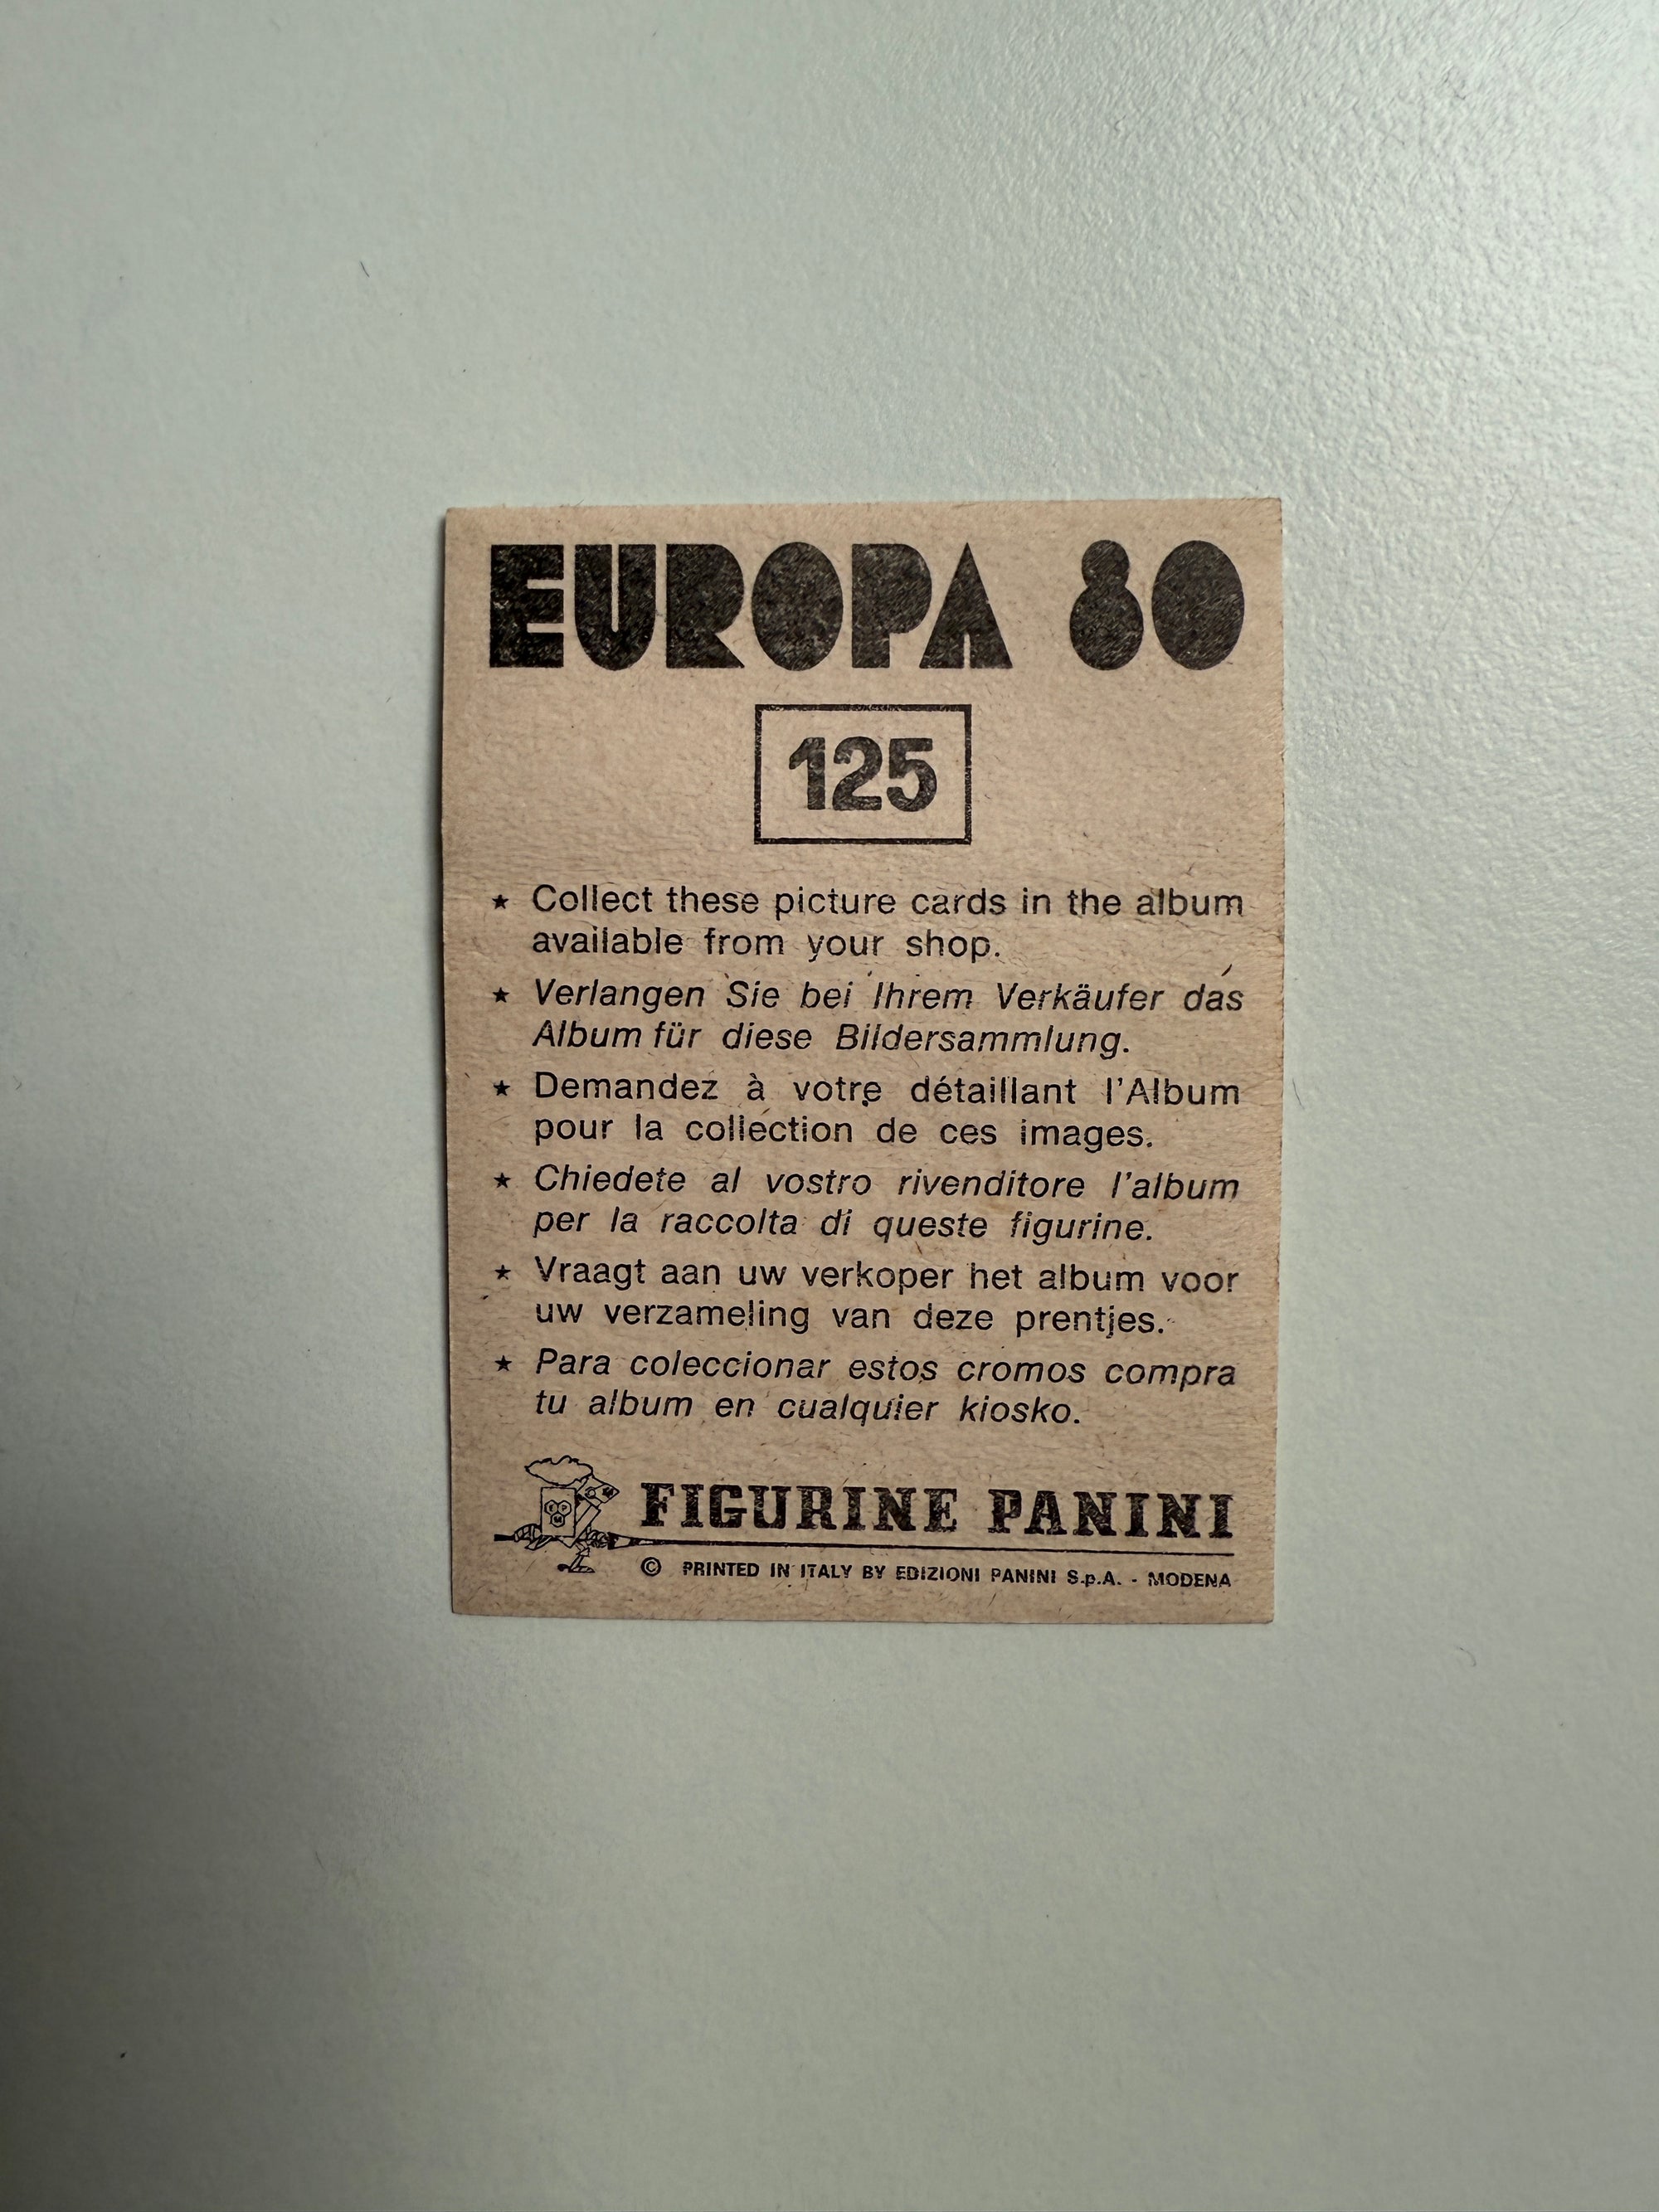 EUROPA 80
125
★ Collect these picture cards in the album
available from your shop.
★ Verlangen Sie bei Ihrem Verkäufer das
Album für diese Bildersammlung.
★ Demandez à votre détaillant l'Album
pour la collection de ces images.
★ Chiedete al vostro rivenditore l'album
per la raccolta di queste figurine.
★ Vraagt aan uw verkoper het album voor
uw verzameling van deze prentjes.
★ Para coleccionar estos cromos compra
tu album en cualquier kiosko.
FIGURINE PANINI
© PRINTED IN ITALY BY EDIZIONI PANINI S.p.A. - MODENA